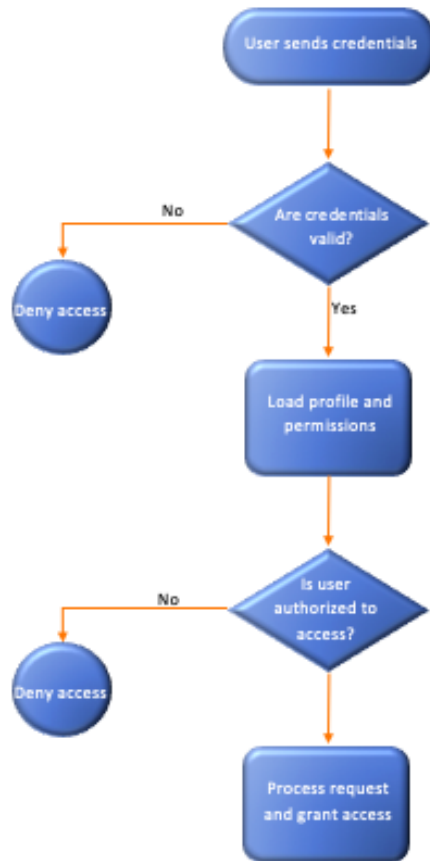 User sends credentials
Are credentials
valid?
No
Deny access
Yes
Load profile and
permissions
Is user
authorized to
access?
No
Deny access
Process request
and grant access